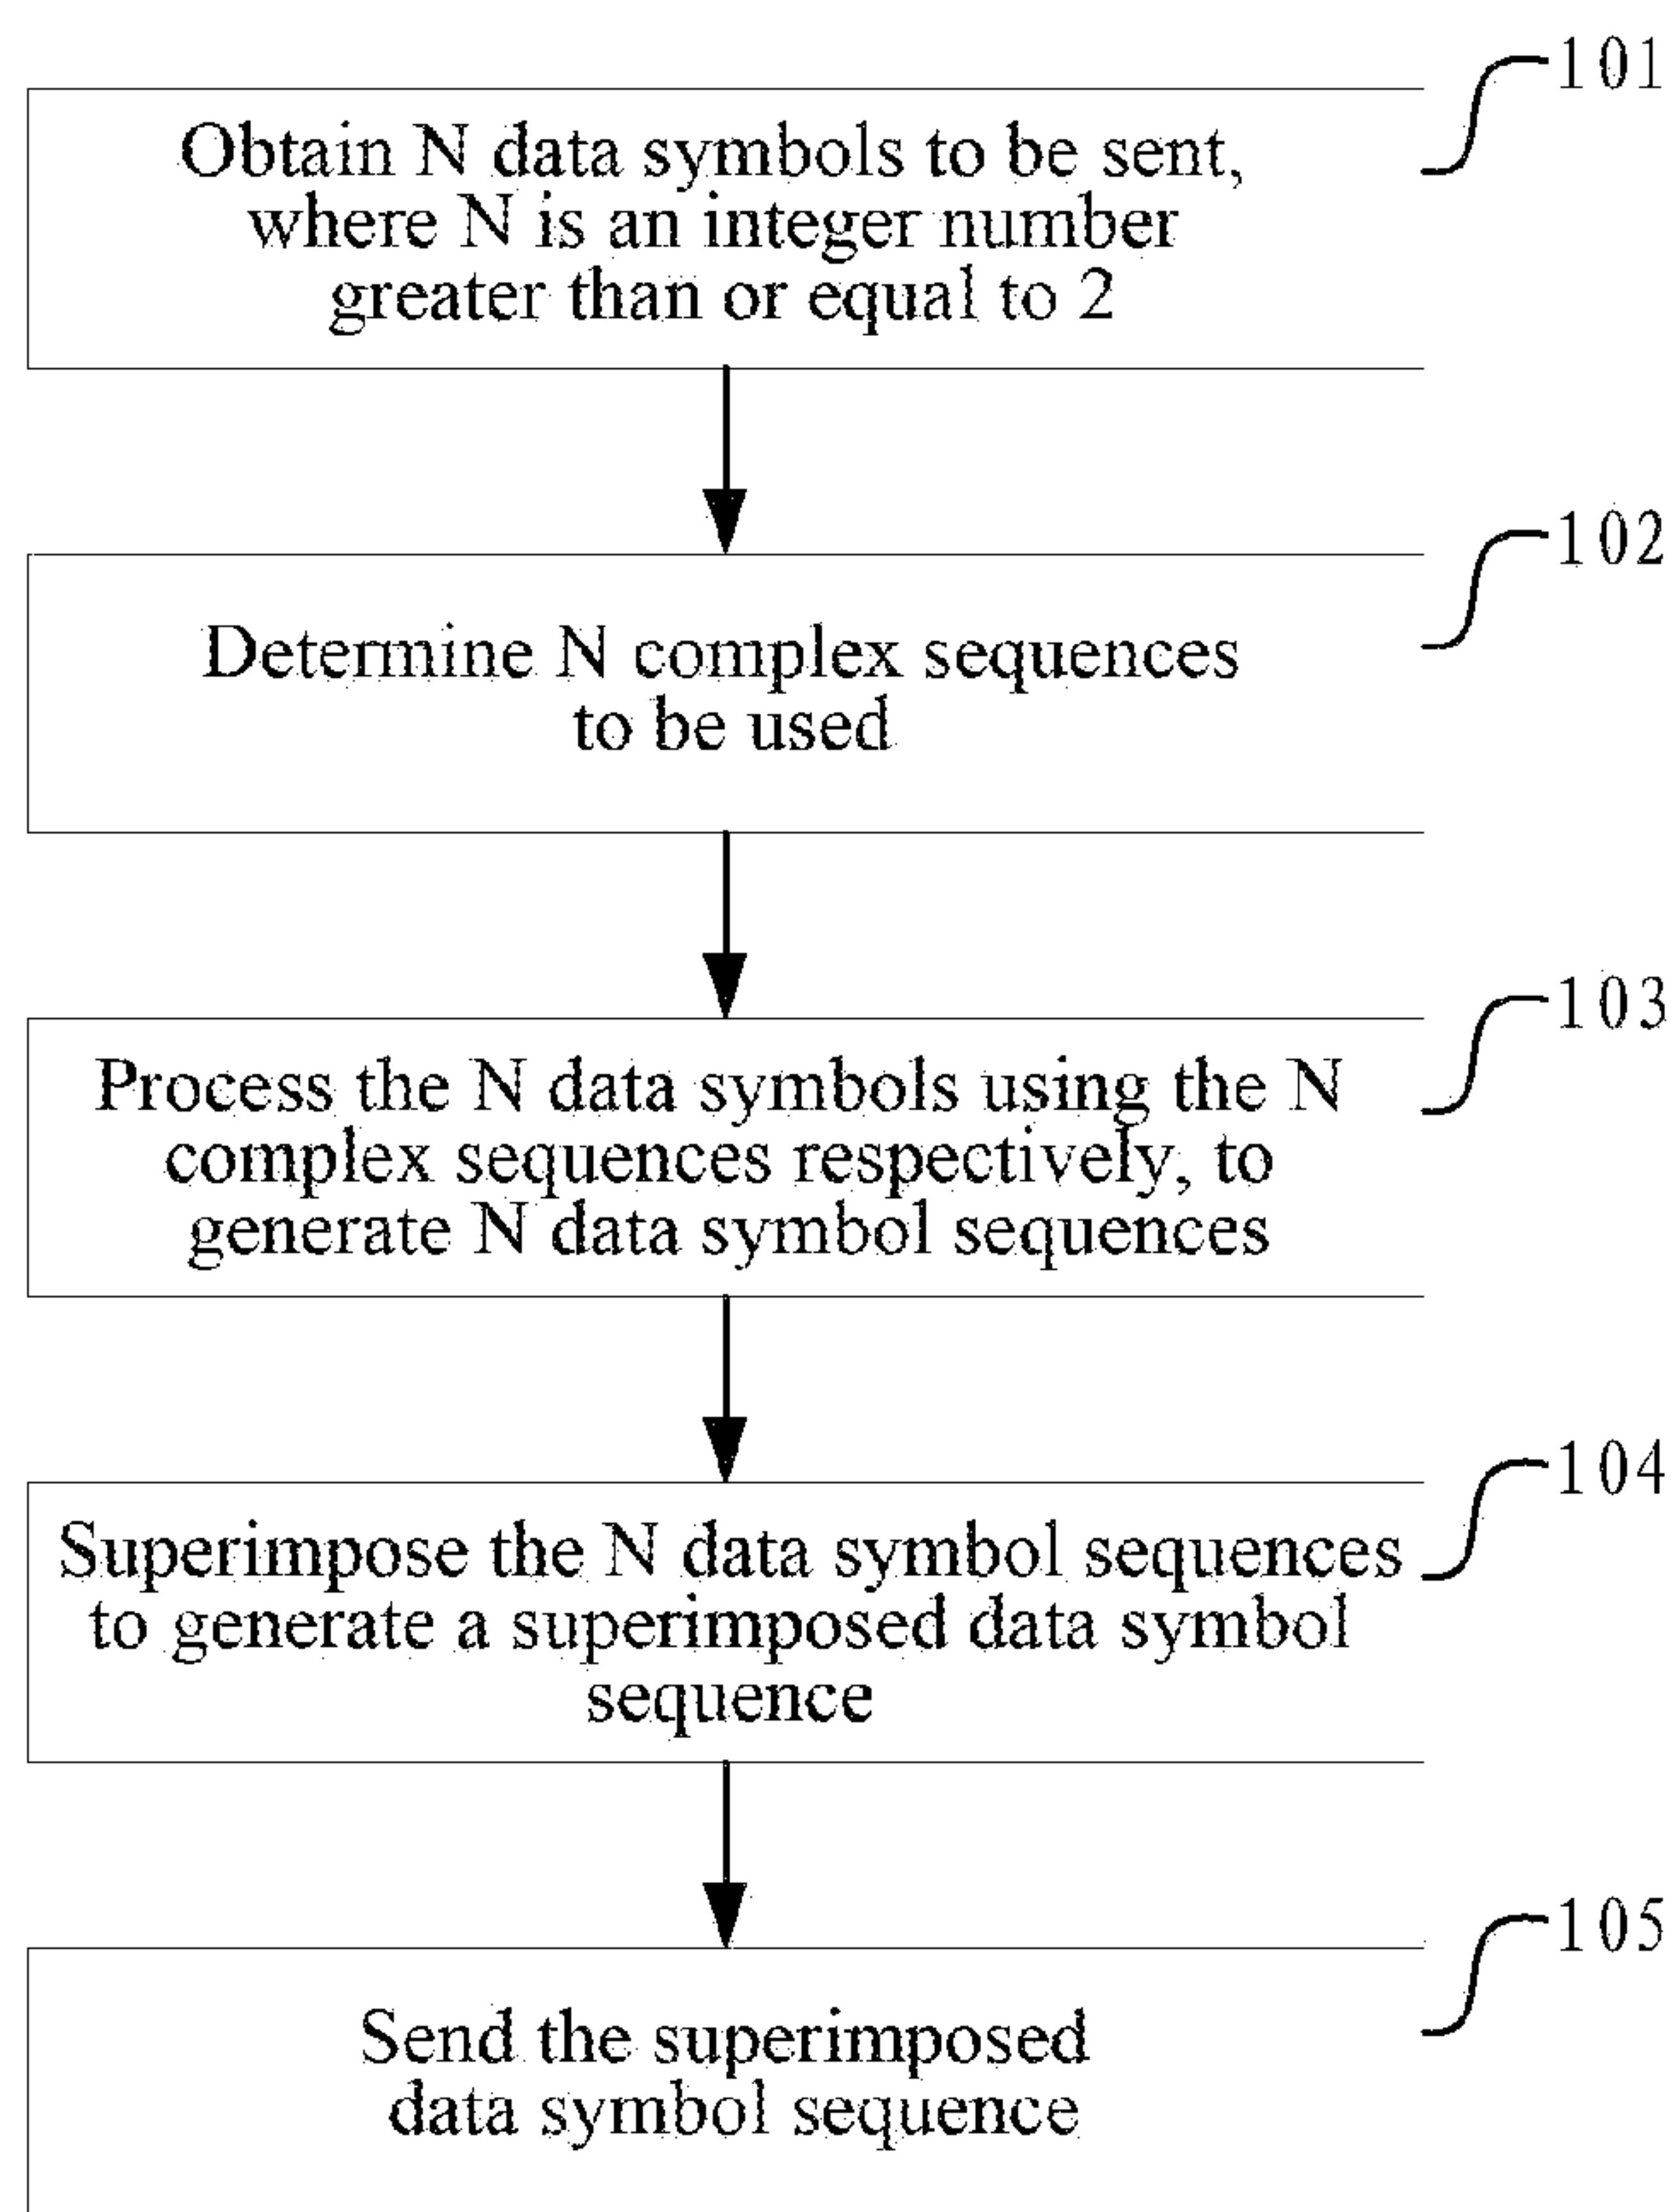 101
Obtain N data symbols to be sent,
where N is an integer number
greater than or equal to 2
102
Determine N complex sequences
to be used
103
Process the N data symbols using the N
complex sequences respectively, to
generate N data symbol sequences
104
Superimpose the N data symbol sequences
to generate a superimposed data symbol
sequence
105
Send the superimposed
data symbol sequence